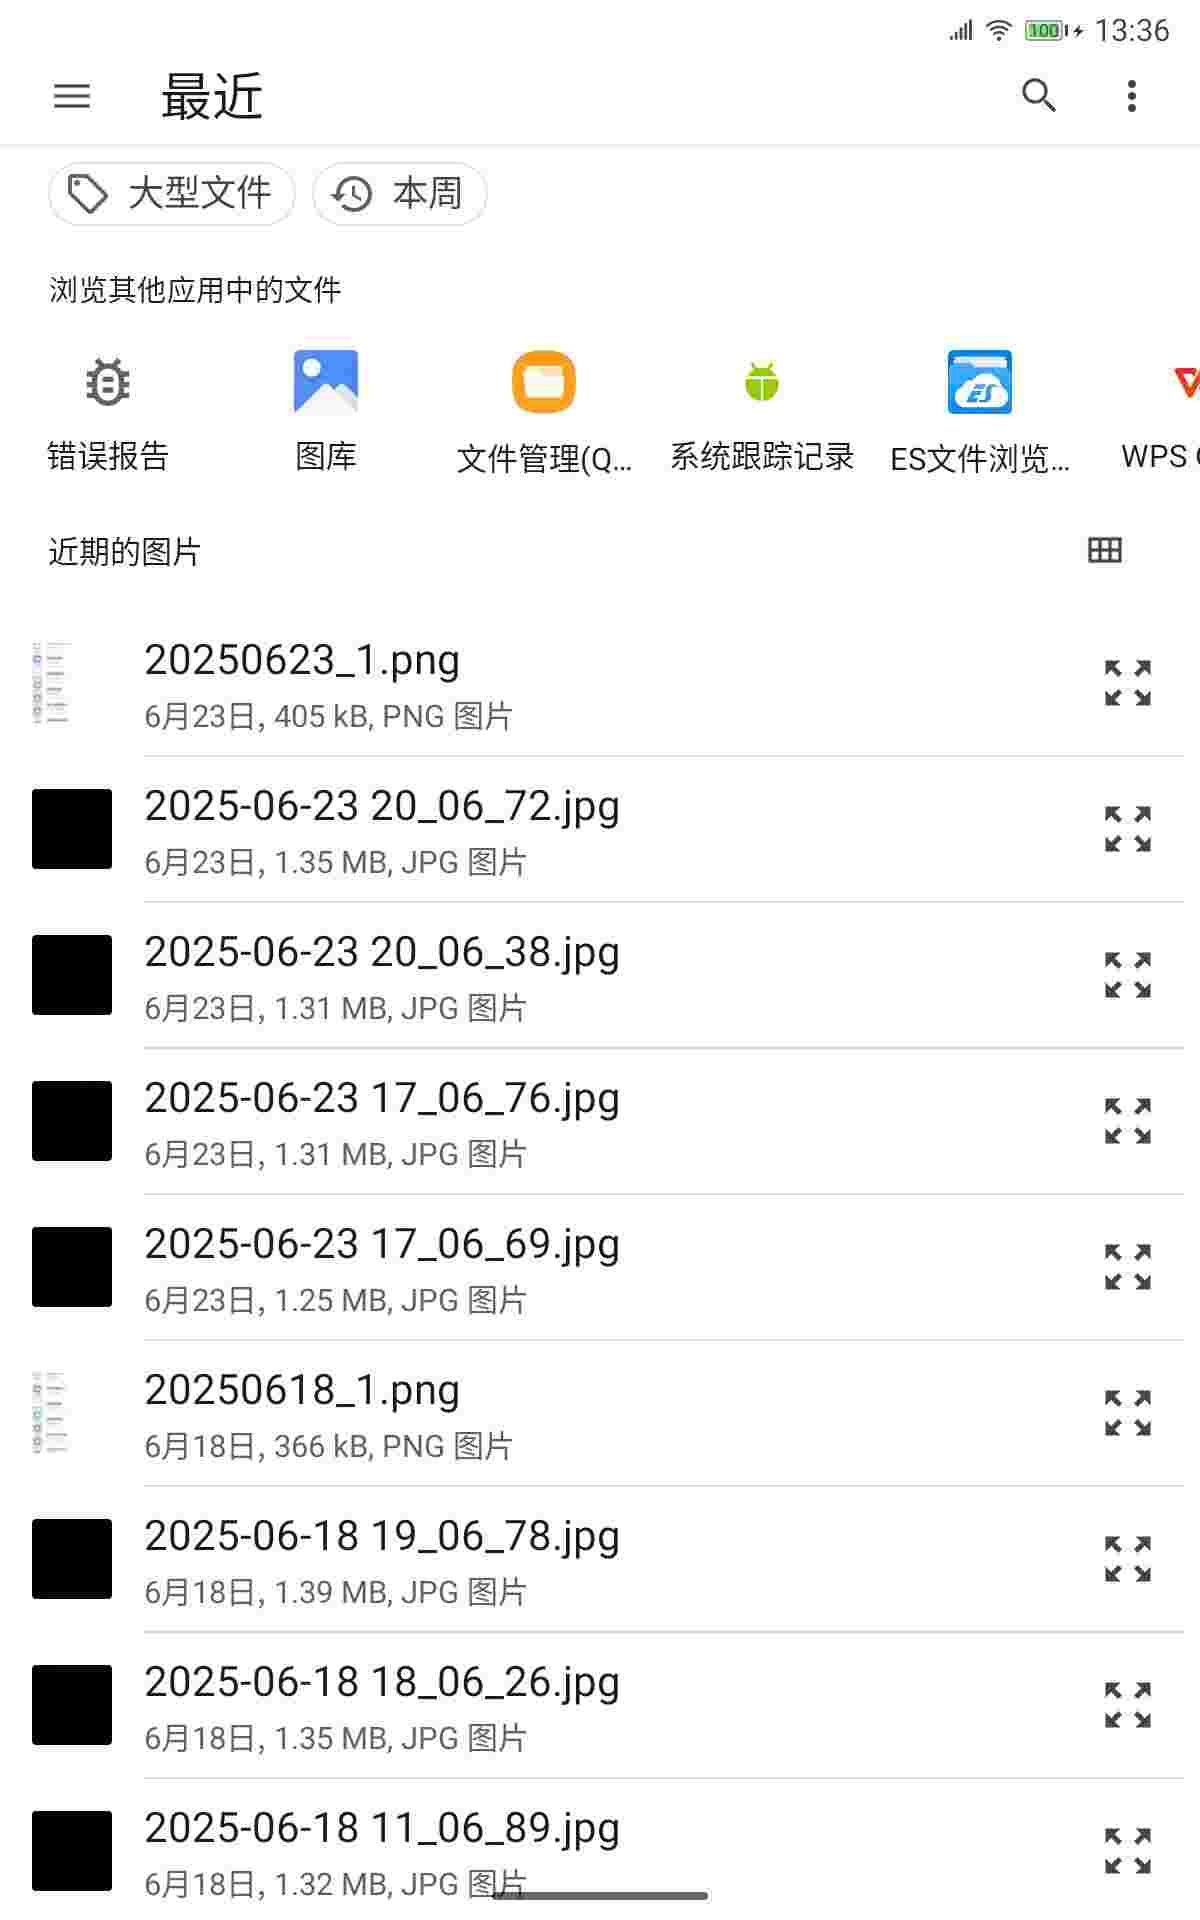 100 13:36
最近
大型文件 本周
浏览其他应用中的文件
错误报告 图库 文件管理(Q... 系统跟踪记录 ES文件浏览... WPS
近期的图片
20250623_1.png
6月23日, 405 kB, PNG 图片
2025-06-23 20_06_72.jpg
6月23日, 1.35 MB, JPG 图片
2025-06-23 20_06_38.jpg
6月23日, 1.31 MB, JPG 图片
2025-06-23 17_06_76.jpg
6月23日, 1.31 MB, JPG 图片
2025-06-23 17_06_69.jpg
6月23日, 1.25 MB, JPG 图片
20250618_1.png
6月18日, 366 kB, PNG 图片
2025-06-18 19_06_78.jpg
6月18日, 1.39 MB, JPG 图片
2025-06-18 18_06_26.jpg
6月18日, 1.35 MB, JPG 图片
2025-06-18 11_06_89.jpg
6月18日, 1.32 MB, JPG 图片